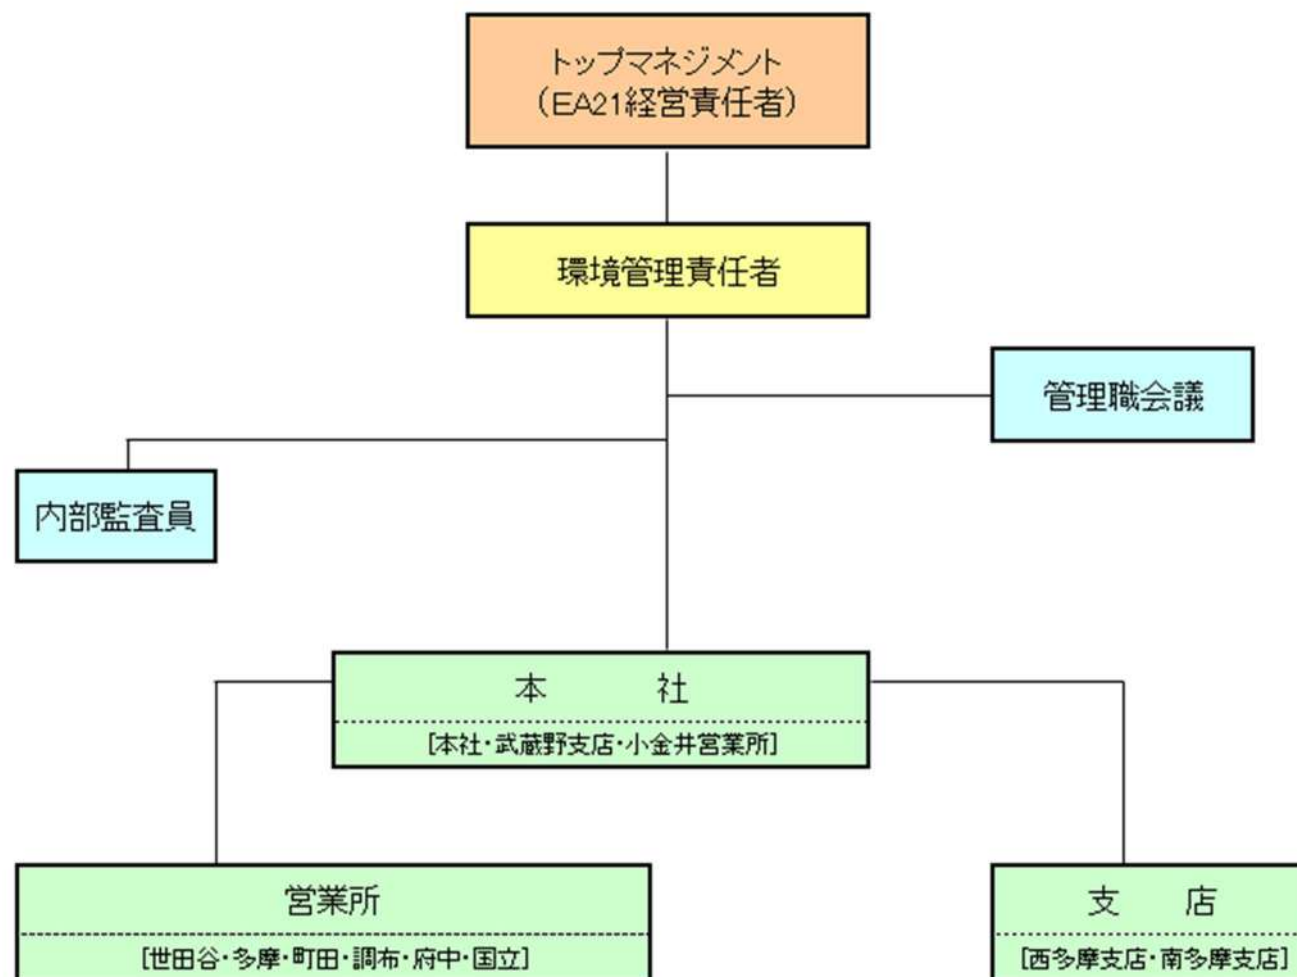 トップマネジメント
（EA21経営責任者）
環境管理責任者
管理職会議
内部監査員
本　　社
[本社・武蔵野支店・小金井営業所]
営業所
[世田谷・多摩・町田・調布・府中・国立]
支　店
[西多摩支店・南多摩支店]